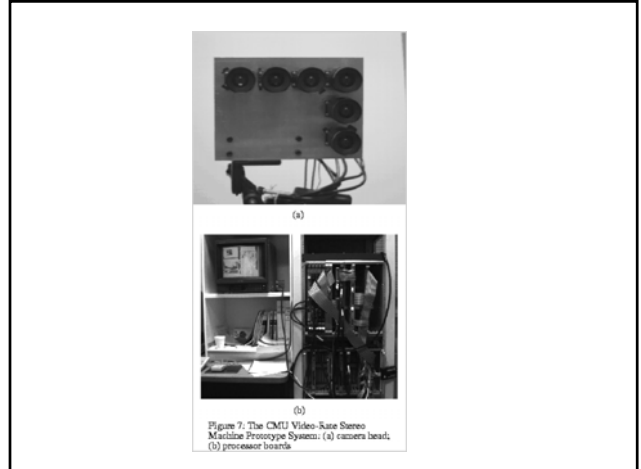 (a)
(b)
Figure 7: The CMU Video-Rate Stereo
Machine Prototype System: (a) camera head;
(b) processor boards